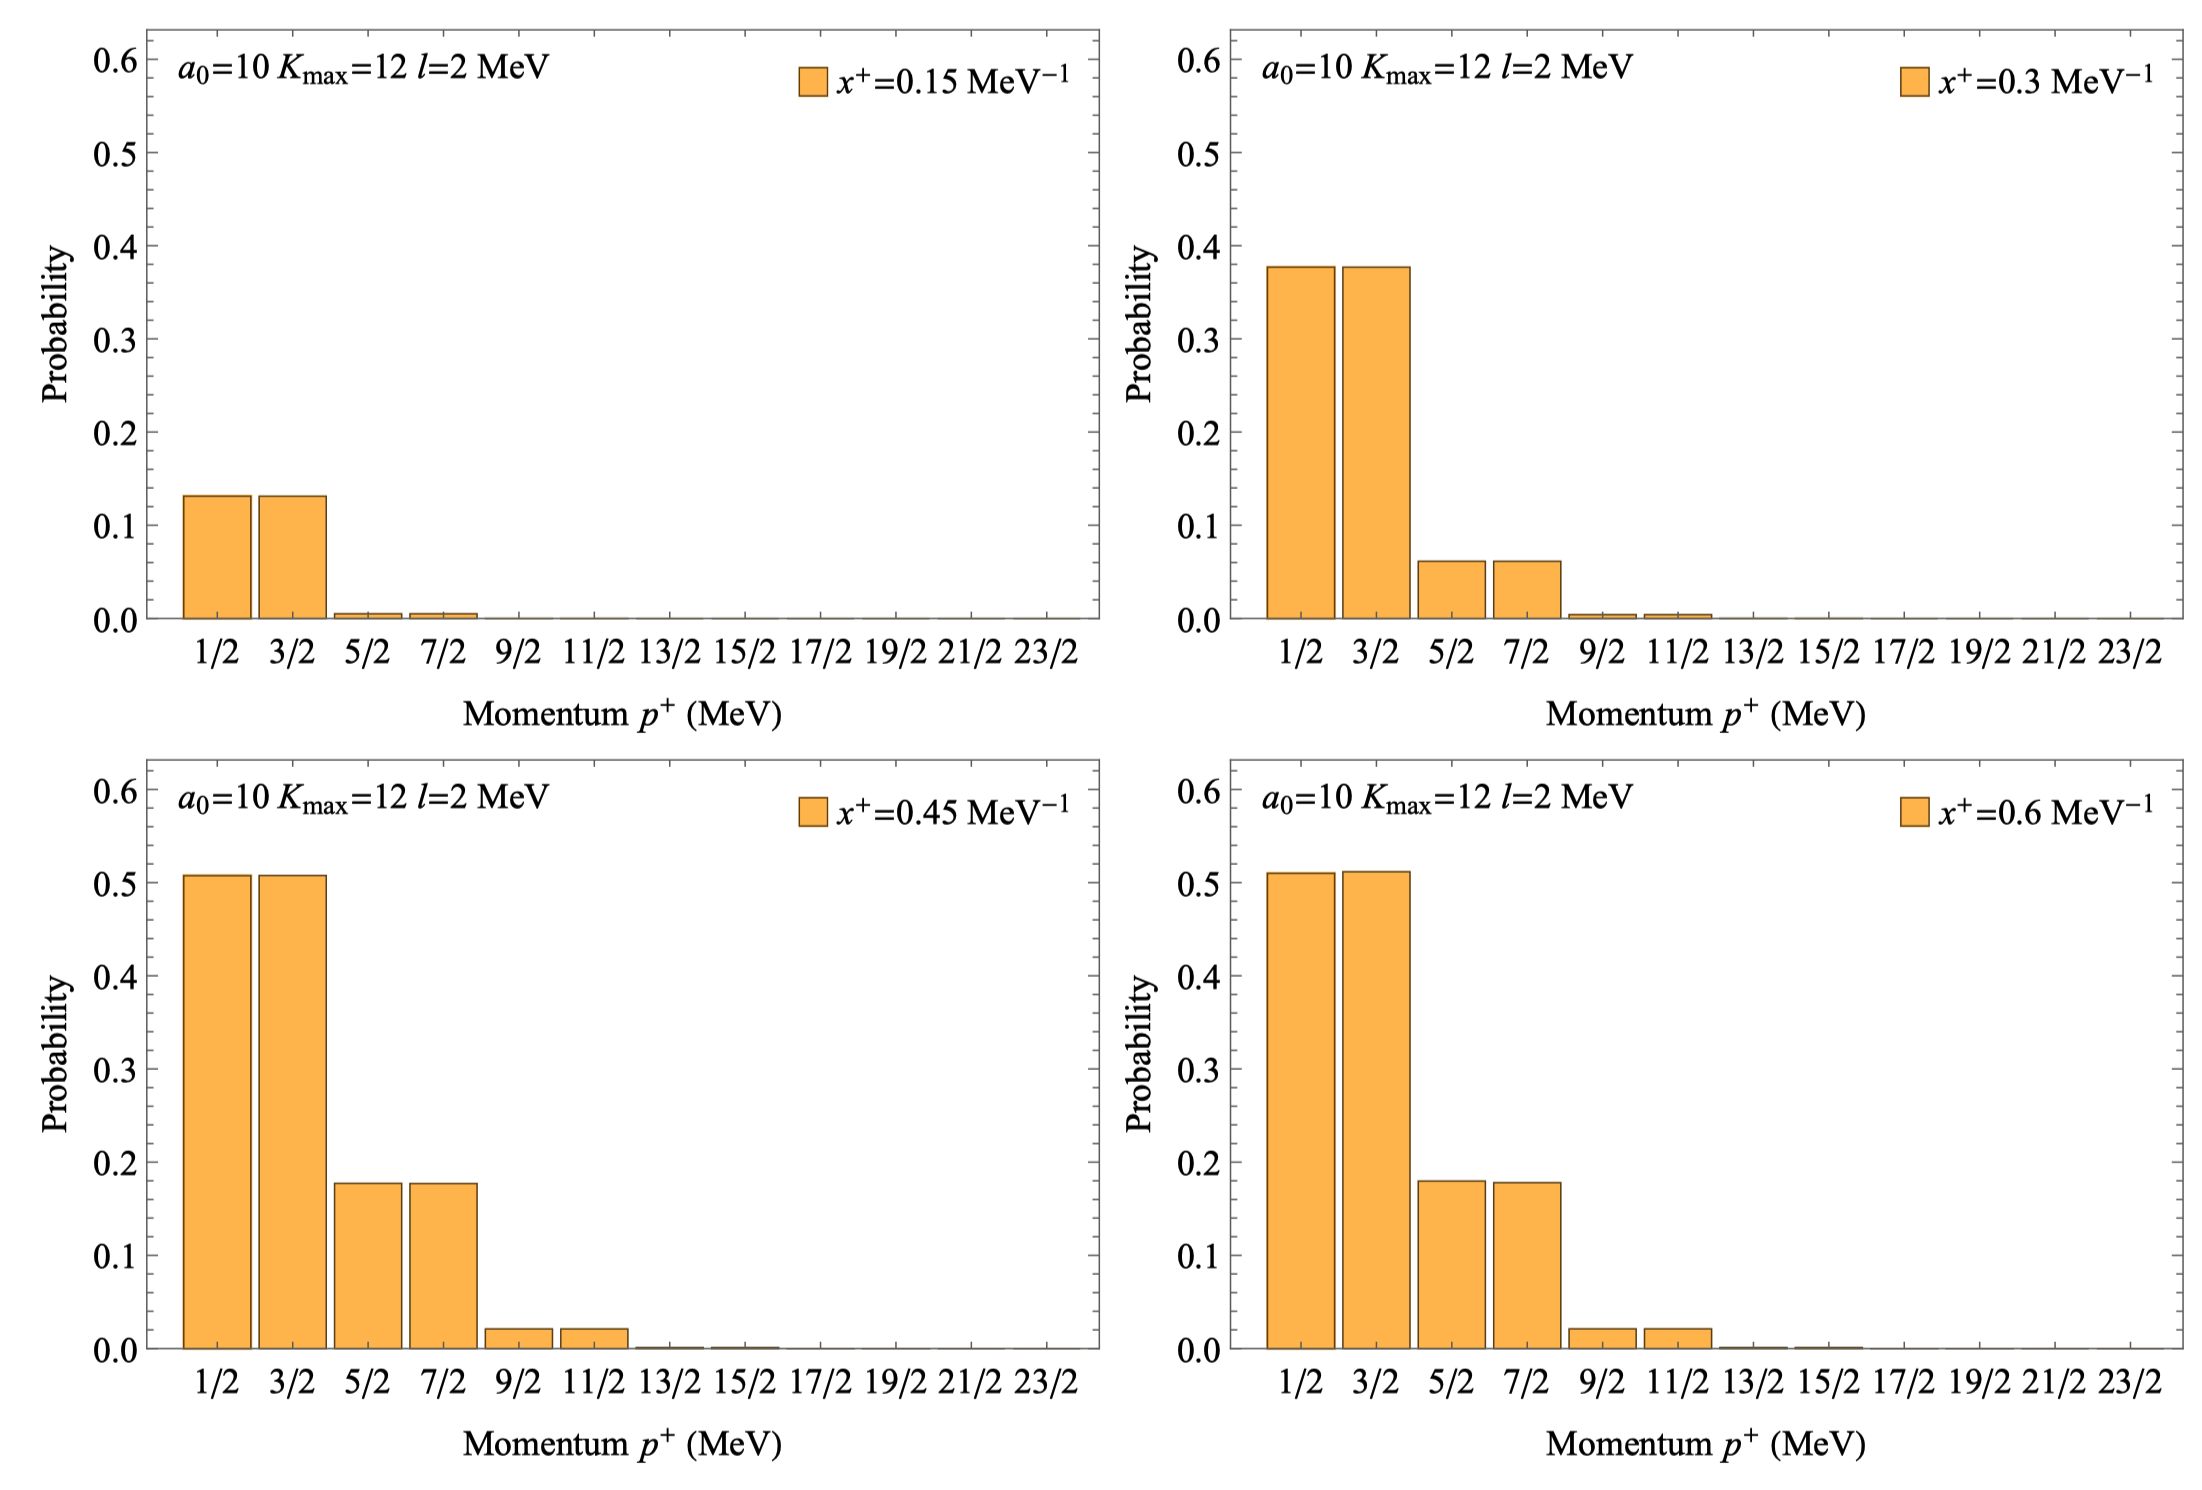 a₀=10 Kmax=12 l=2 MeV
x⁺=0.15 MeV⁻¹
Probability
0.6
0.5
0.4
0.3
0.2
0.1
0.0
1/2 3/2 5/2 7/2 9/2 11/2 13/2 15/2 17/2 19/2 21/2 23/2
Momentum p⁺ (MeV)
a₀=10 Kmax=12 l=2 MeV
x⁺=0.3 MeV⁻¹
Probability
0.6
0.5
0.4
0.3
0.2
0.1
0.0
1/2 3/2 5/2 7/2 9/2 11/2 13/2 15/2 17/2 19/2 21/2 23/2
Momentum p⁺ (MeV)
a₀=10 Kmax=12 l=2 MeV
x⁺=0.45 MeV⁻¹
Probability
0.6
0.5
0.4
0.3
0.2
0.1
0.0
1/2 3/2 5/2 7/2 9/2 11/2 13/2 15/2 17/2 19/2 21/2 23/2
Momentum p⁺ (MeV)
a₀=10 Kmax=12 l=2 MeV
x⁺=0.6 MeV⁻¹
Probability
0.6
0.5
0.4
0.3
0.2
0.1
0.0
1/2 3/2 5/2 7/2 9/2 11/2 13/2 15/2 17/2 19/2 21/2 23/2
Momentum p⁺ (MeV)